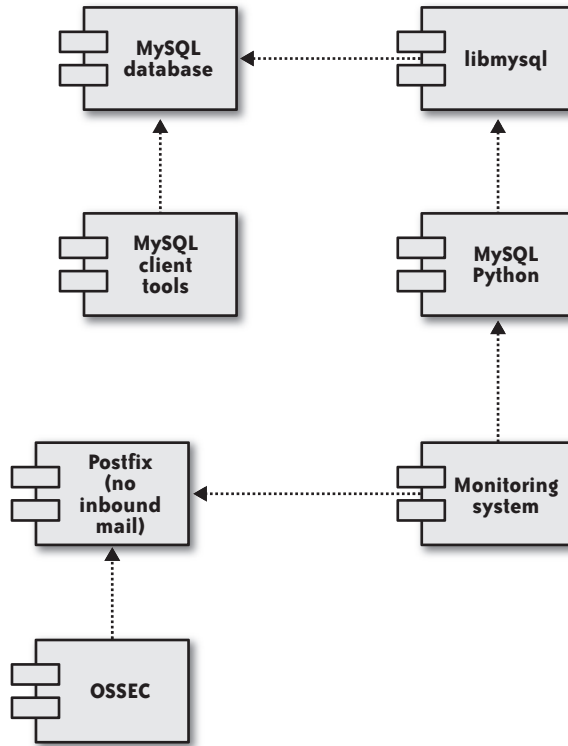 MySQL
database
libmysql
MySQL
client
tools
MySQL
Python
Postfix
(no
inbound
mail)
Monitoring
system
OSSEC